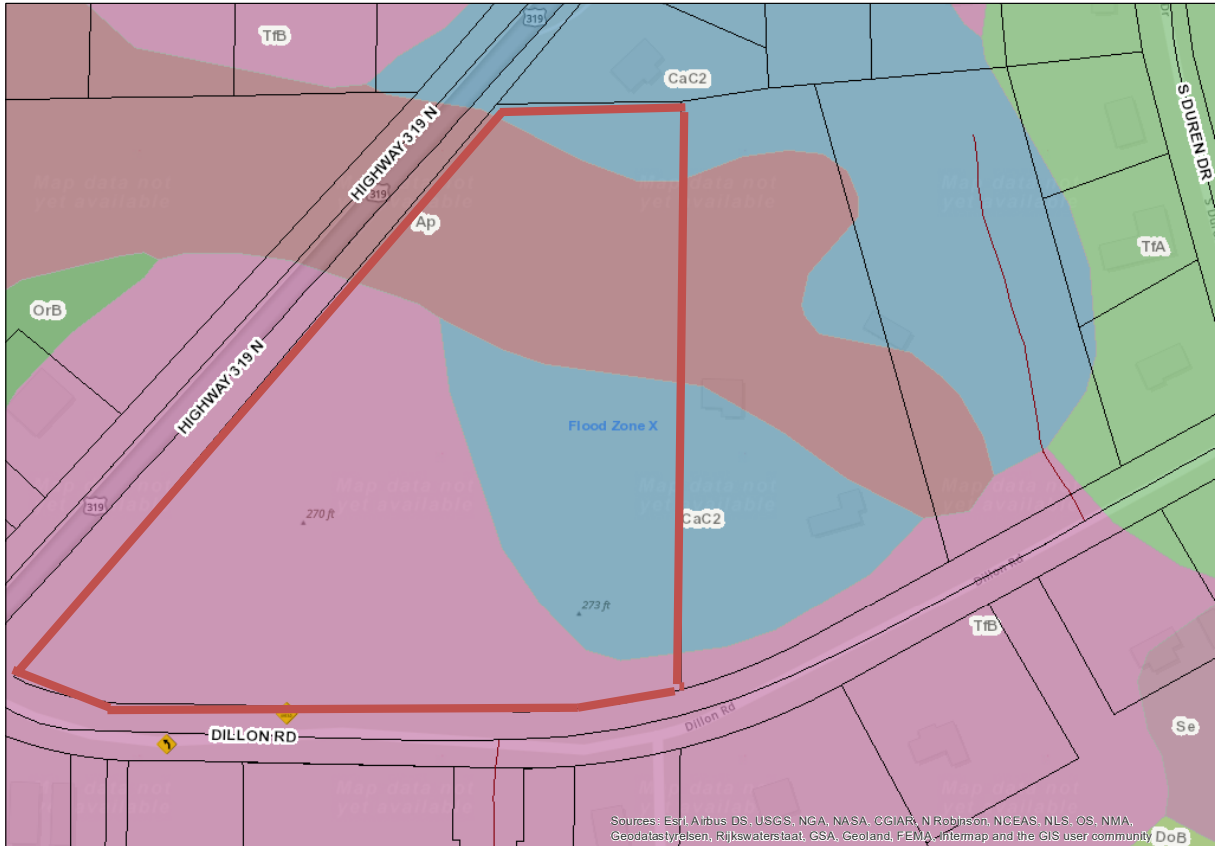 319
TfB
CaC2
HIGHWAY 319 N
S DUREN DR
Map data not
yet available
319
Map data not
yet available
Map data not
yet available
Ap
TfA
OrB
HIGHWAY 319 N
Flood Zone X
Map data not
yet available
Map data not
yet available
319
270 ft
CaC2
Dillon Rd
273 ft
TfB
Dillon Rd
Se
DILLON RD
Map data not
yet available
Map data not
yet available
Map data not
yet available
Sources: Esri, Airbus DS, USGS, NGA, NASA, CGIAR, N Robinson, NCEAS, NLS, OS, NMA,
Geodatastyrelsen, Rijkswaterstaat, GSA, Geoland, FEMA, Intermap and the GIS user community
DoB